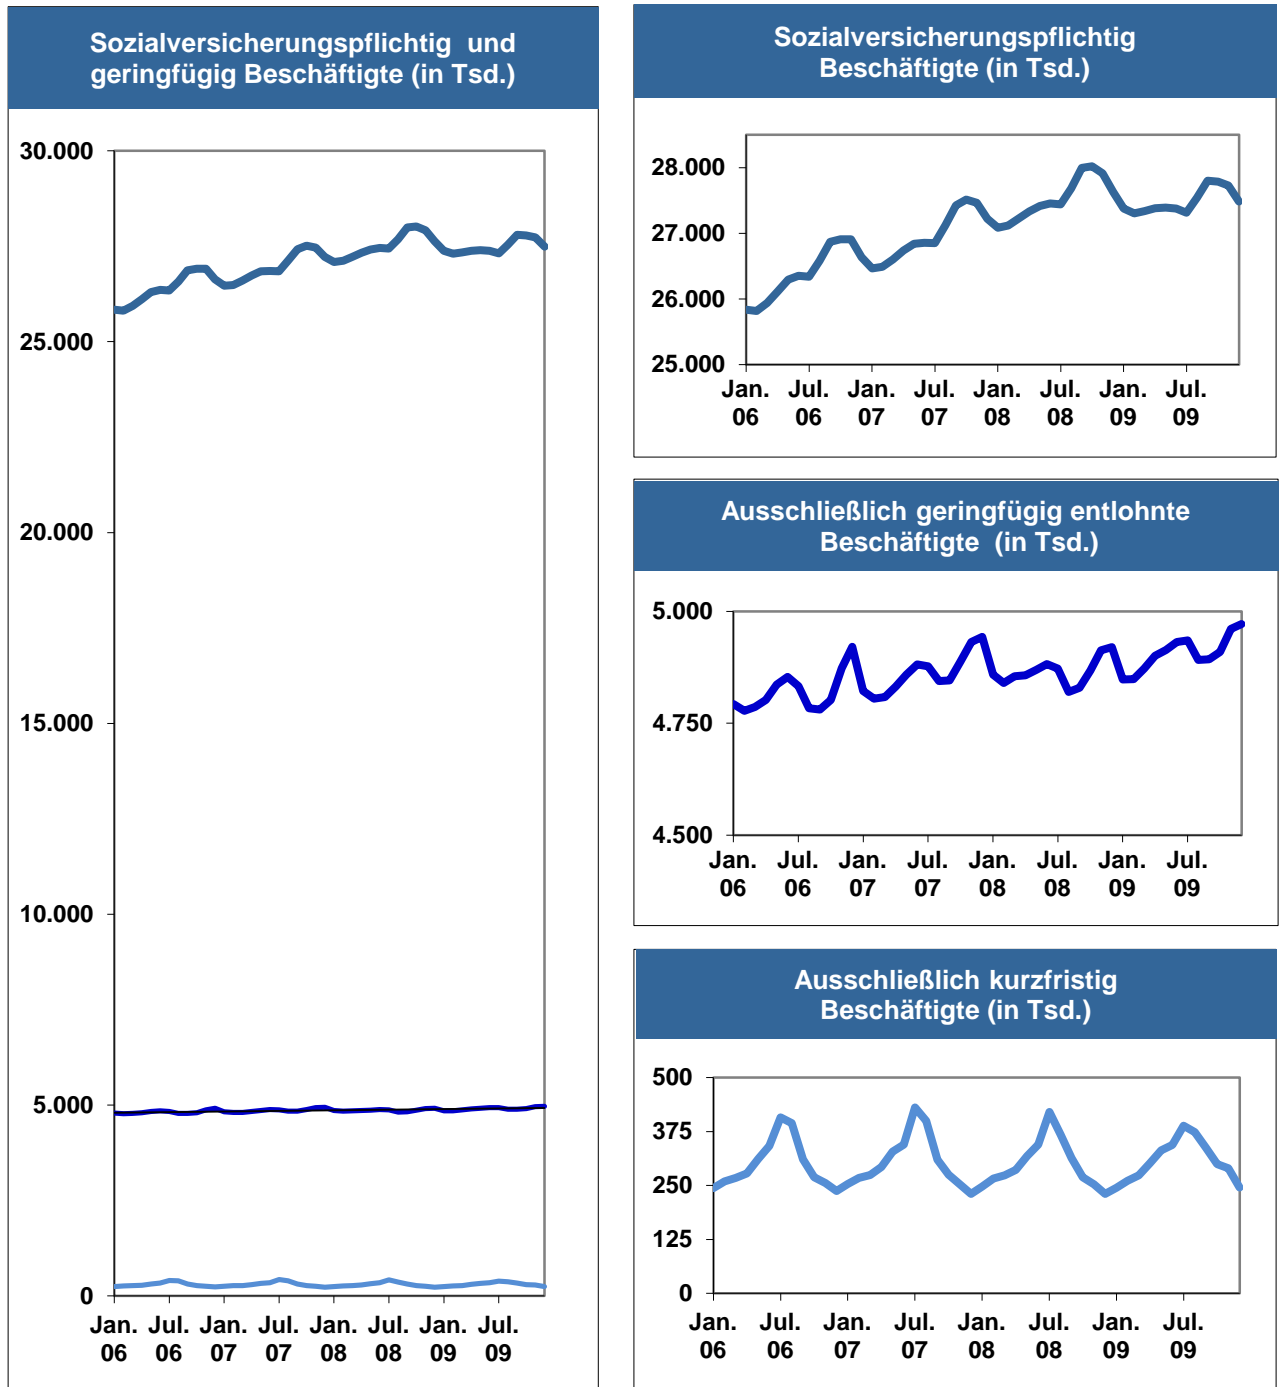 Sozialversicherungspflichtig und
geringfügig Beschäftigte (in Tsd.)
30.000
25.000
20.000
15.000
10.000
5.000
0
Jan. Jul. Jan. Jul. Jan. Jul. Jan. Jul.
06 06 07 07 08 08 09 09
Sozialversicherungspflichtig
Beschäftigte (in Tsd.)
28.000
27.000
26.000
25.000
Jan. Jul. Jan. Jul. Jan. Jul. Jan. Jul.
06 06 07 07 08 08 09 09
Ausschließlich geringfügig entlohnte
Beschäftigte (in Tsd.)
5.000
4.750
4.500
Jan. Jul. Jan. Jul. Jan. Jul. Jan. Jul.
06 06 07 07 08 08 09 09
Ausschließlich kurzfristig
Beschäftigte (in Tsd.)
500
375
250
125
0
Jan. Jul. Jan. Jul. Jan. Jul. Jan. Jul.
06 06 07 07 08 08 09 09